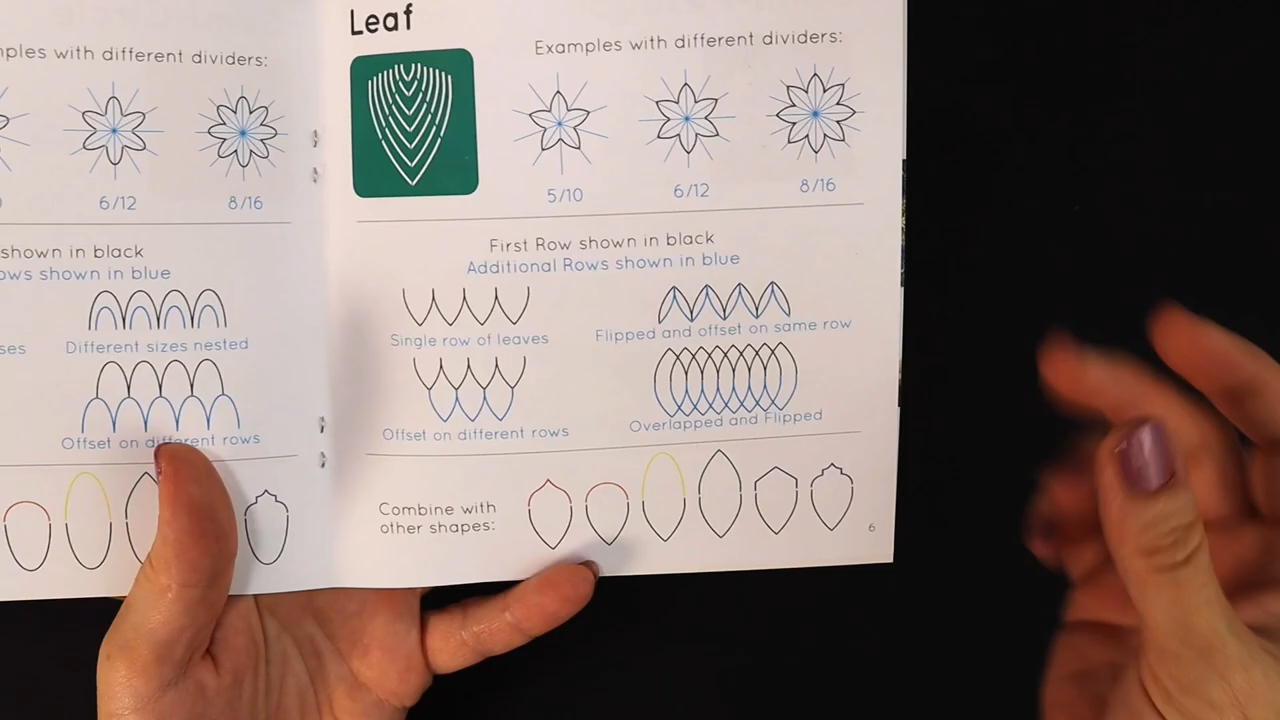 ples with different dividers:
6/12
8/16
shown in black
ows shown in blue
ses
Different sizes nested
Offset on different rows
Leaf
Examples with different dividers:
5/10
6/12
8/16
First Row shown in black
Additional Rows shown in blue
Single row of leaves
Flipped and offset on same row
Offset on different rows
Overlapped and Flipped
Combine with
other shapes:
6